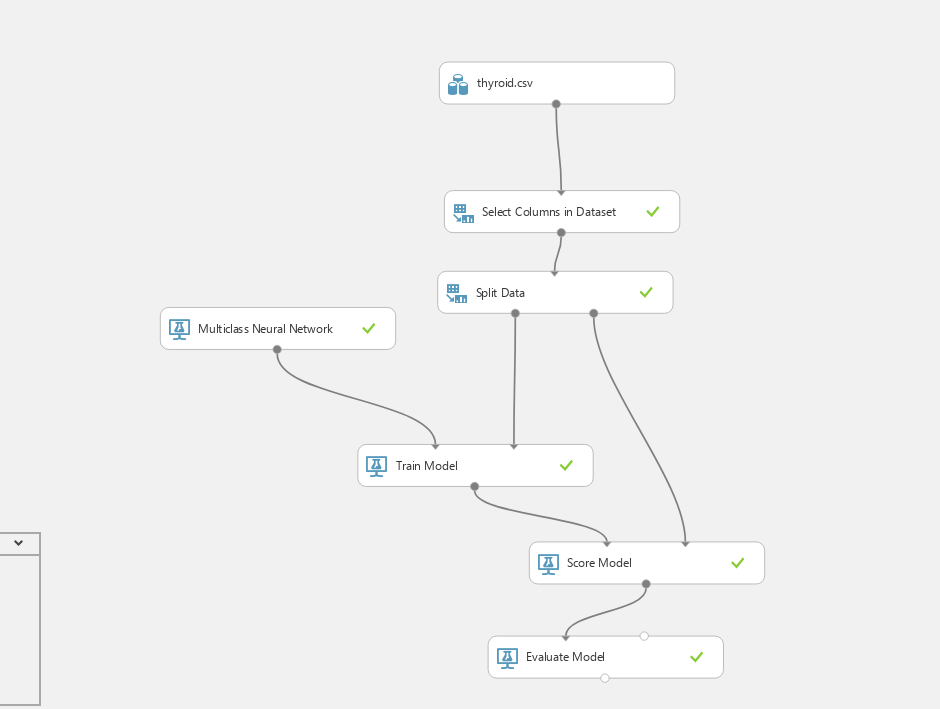 thyroid.csv
Select Columns in Dataset
Split Data
Multiclass Neural Network
Train Model
Score Model
Evaluate Model